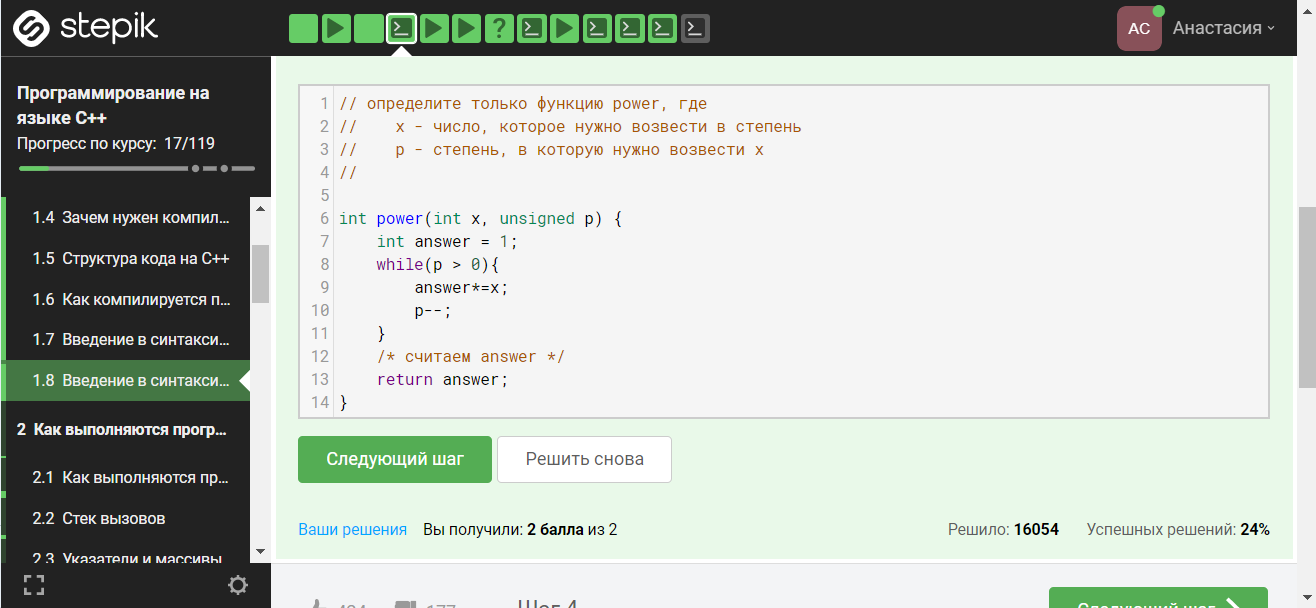 stepik
?
АС
Анастасия
Программирование на
языке C++
Прогресс по курсу: 17/119
1.4 Зачем нужен компил...
1.5 Структура кода на C++
1.6 Как компилируется п...
1.7 Введение в синтакси...
1.8 Введение в синтакси...
2 Как выполняются прогр...
2.1 Как выполняются пр...
2.2 Стек вызовов
2.3 Указатели и массивы
1 // определите только функцию power, где
2 //    x - число, которое нужно возвести в степень
3 //    p - степень, в которую нужно возвести x
4 //
5
6 int power(int x, unsigned p) {
7     int answer = 1;
8     while(p > 0){
9         answer*=x;
10         p--;
11     }
12     /* считаем answer */
13     return answer;
14 }
Следующий шаг
Решить снова
Ваши решения Вы получили: 2 балла из 2
Решило: 16054 Успешных решений: 24%
Шаг 4
Следующий шаг